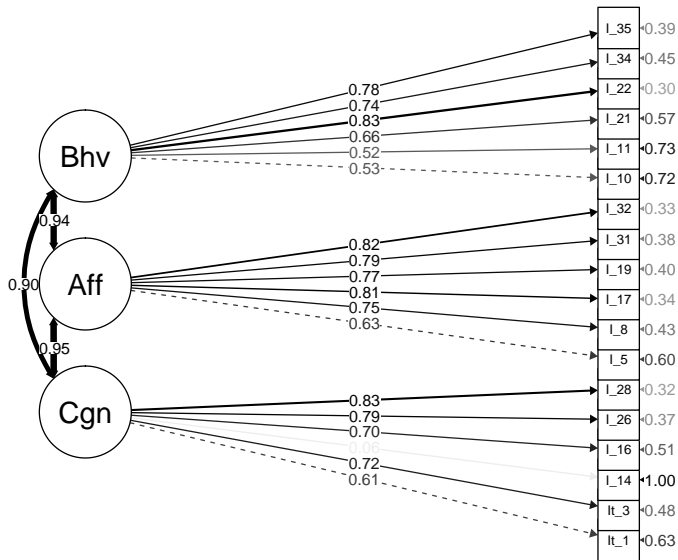 I_35 0.39
I_34 0.45
0.78
0.74
I_22 0.30
0.83
I_21 0.57
0.66
0.52
I_11 0.73
Bhv
0.53
I_10 0.72
I_32 0.33
0.94
I_31 0.38
0.82
0.79
I_19 0.40
0.77
0.90
Aff
0.81
I_17 0.34
0.75
I_8 0.43
0.63
0.95
I_5 0.60
I_28 0.32
0.83
Cgn
0.79
I_26 0.37
0.70
0.06
I_16 0.51
0.72
0.61
I_14 1.00
It_3 0.48
It_1 0.63